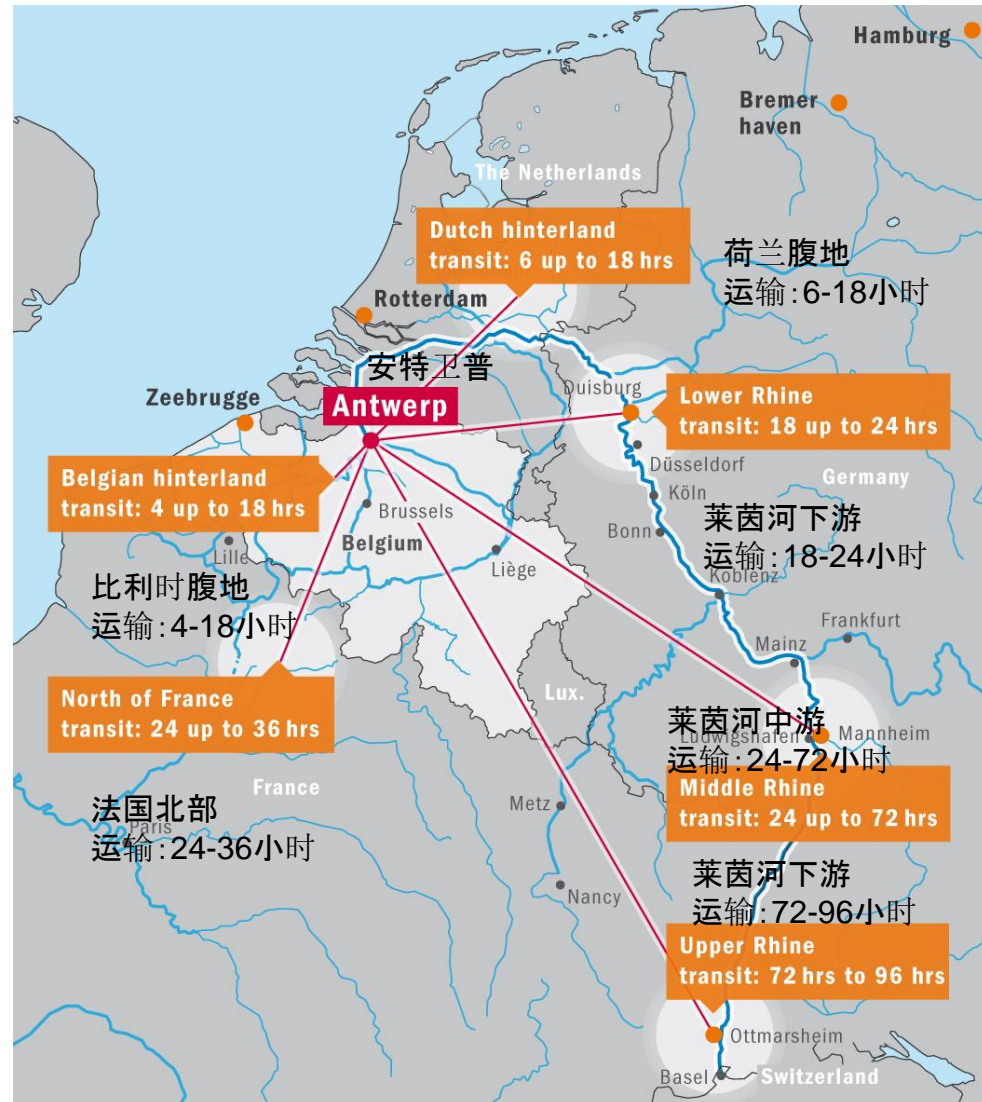 Hamburg
Bremer
haven
The Netherlands
Dutch hinterland
transit: 6 up to 18 hrs
荷兰腹地
运输:6-18小时
Rotterdam
安特卫普
Antwerp
Zeebrugge
Duisburg
Lower Rhine
transit: 18 up to 24 hrs
Düsseldorf
Germany
Belgian hinterland
transit: 4 up to 18 hrs
Köln
Brussels
Bonn
莱茵河下游
运输:18-24小时
Belgium
Lille
Liège
Koblenz
比利时腹地
运输:4-18小时
Frankfurt
Mainz
Lux.
North of France
transit: 24 up to 36 hrs
莱茵河中游
运输:24-72小时
Ludwigshafen
Mannheim
Middle Rhine
transit: 24 up to 72 hrs
France
Metz
法国北部
运输:24-36小时
Paris
Nancy
莱茵河下游
运输:72-96小时
Upper Rhine
transit: 72 hrs to 96 hrs
Ottmarsheim
Basel
Switzerland